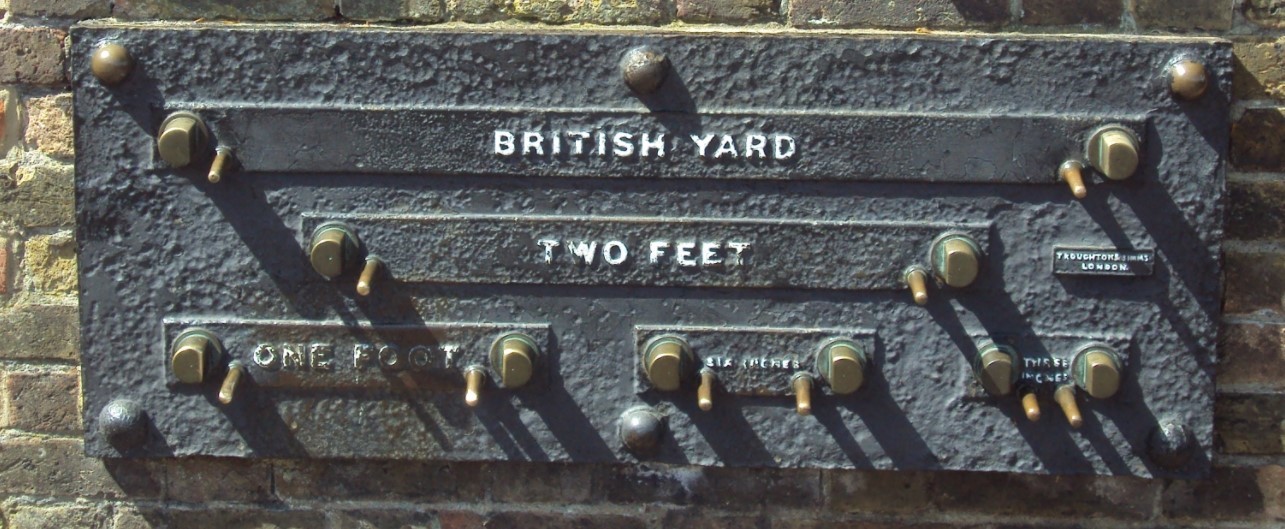 BRITISH YARD
TWO FEET
TROUGHTON & SIMMS
LONDON
ONE FOOT
SIX INCHES
THREE
INCHES